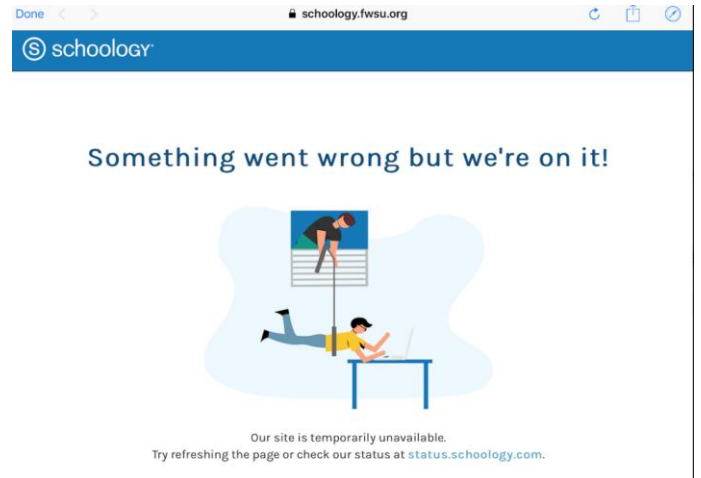 Done schoology.fwsu.org
S schoology
Something went wrong but we're on it!
Our site is temporarily unavailable.
Try refreshing the page or check our status at status.schoology.com.